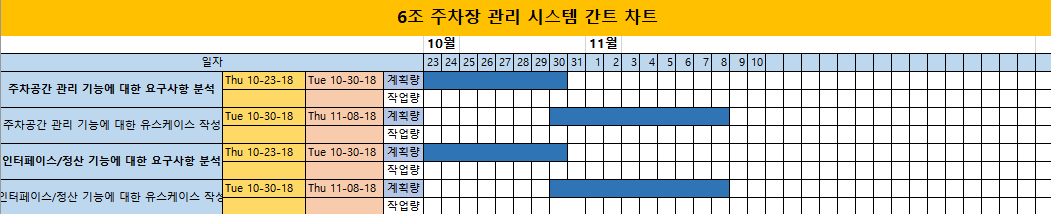 6조 주차장 관리 시스템 간트 차트
10월 11월
일자 23 24 25 26 27 28 29 30 31 1 2 3 4 5 6 7 8 9 10
주차공간 관리 기능에 대한 요구사항 분석 Thu 10-23-18 Tue 10-30-18 계획량
작업량
주차공간 관리 기능에 대한 유스케이스 작성 Tue 10-30-18 Thu 11-08-18 계획량
작업량
인터페이스/정산 기능에 대한 요구사항 분석 Thu 10-23-18 Tue 10-30-18 계획량
작업량
인터페이스/정산 기능에 대한 유스케이스 작성 Tue 10-30-18 Thu 11-08-18 계획량
작업량